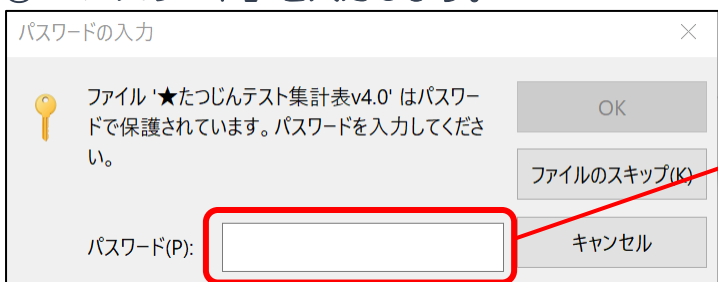 パスワードの入力
ファイル '★たつじんテスト集計表v4.0' はパスワー
ドで保護されています。パスワードを入力してくださ
い。
OK
ファイルのスキップ(K)
パスワード(P):
キャンセル